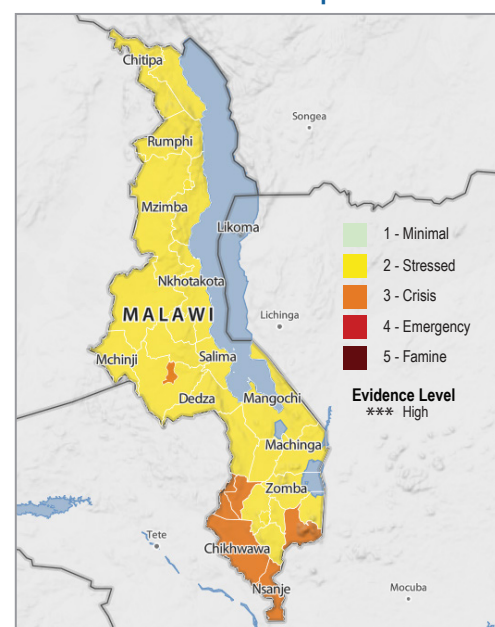 Chitipa
Songea
Rumphi
Mzimba
Likoma
1 - Minimal
2 - Stressed
Nkhotakota
3 - Crisis
MALAWI
Lichinga
4 - Emergency
Mchinji
Salima
5 - Famine
Dedza
Mangochi
Evidence Level
*** High
Machinga
Zomba
Tete
Chikhwawa
Nsanje
Mocuba